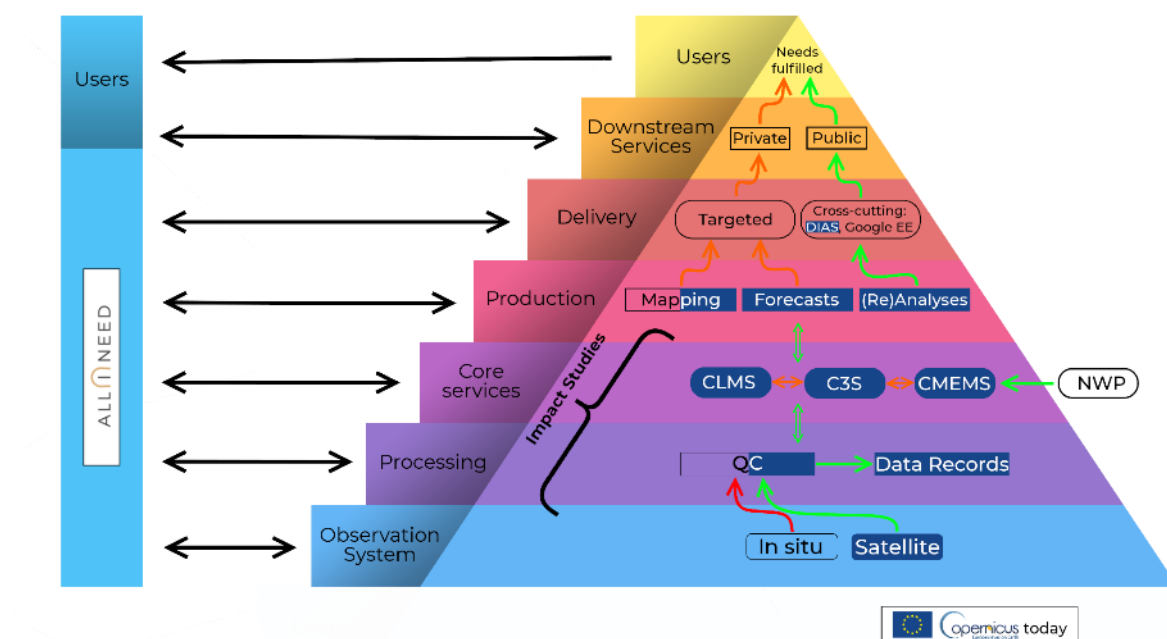 Users
ALL IN NEED
Users
Needs
fulfilled
Downstream
Services
Private
Public
Delivery
Targeted
Cross-cutting:
DIAS, Google EE
Production
Mapping
Forecasts
(Re)Analyses
Impact Studies
Core
services
CLMS
C3S
CMEMS
NWP
Processing
QC
Data Records
Observation
System
In situ
Satellite
opernicus today